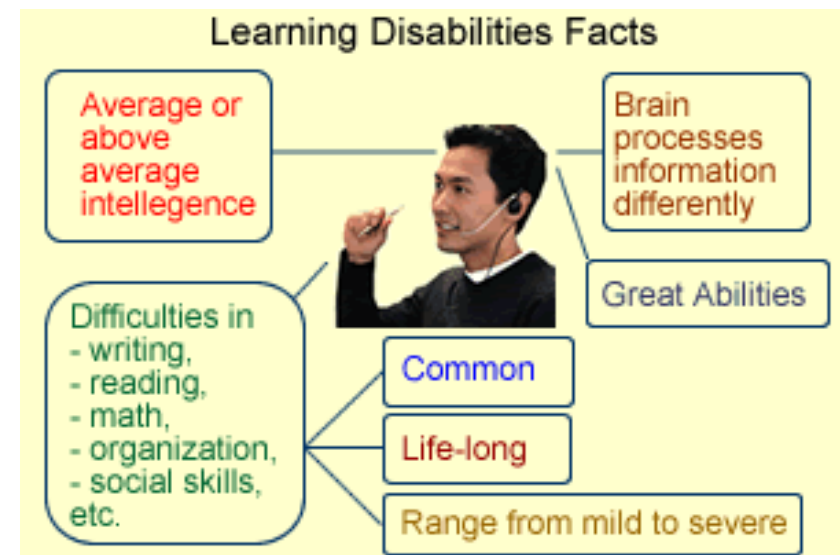 Learning Disabilities Facts
Average or
above
average
intellegence
Brain
processes
information
differently
Great Abilities
Difficulties in
- writing,
- reading,
- math,
- organization,
- social skills,
etc.
Common
Life-long
Range from mild to severe